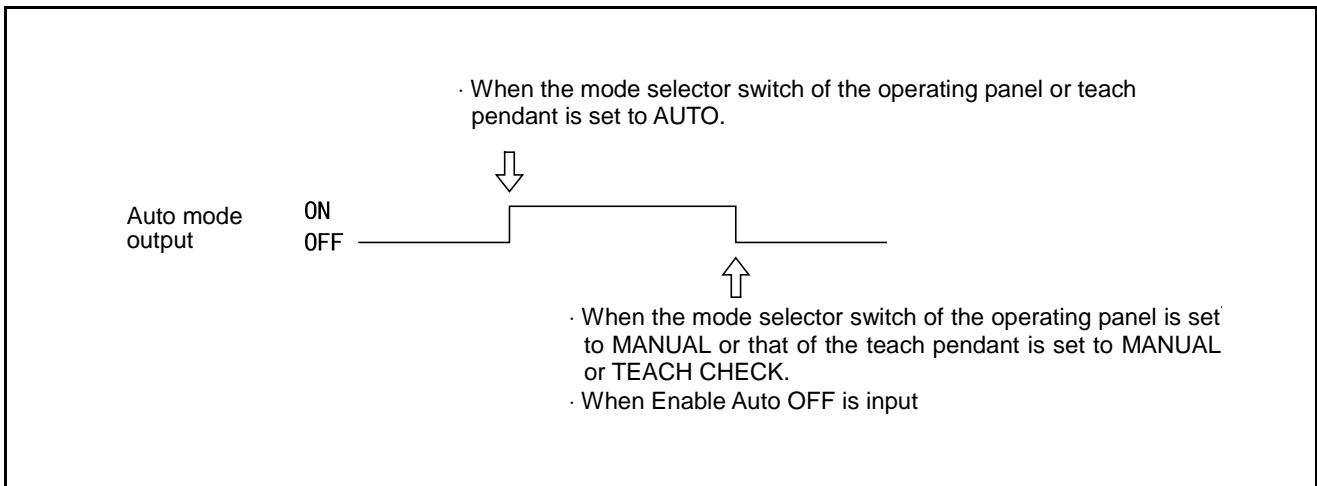 · When the mode selector switch of the operating panel or teach
pendant is set to AUTO.
Auto mode
output
ON
OFF
· When the mode selector switch of the operating panel is set
to MANUAL or that of the teach pendant is set to MANUAL
or TEACH CHECK.
· When Enable Auto OFF is input